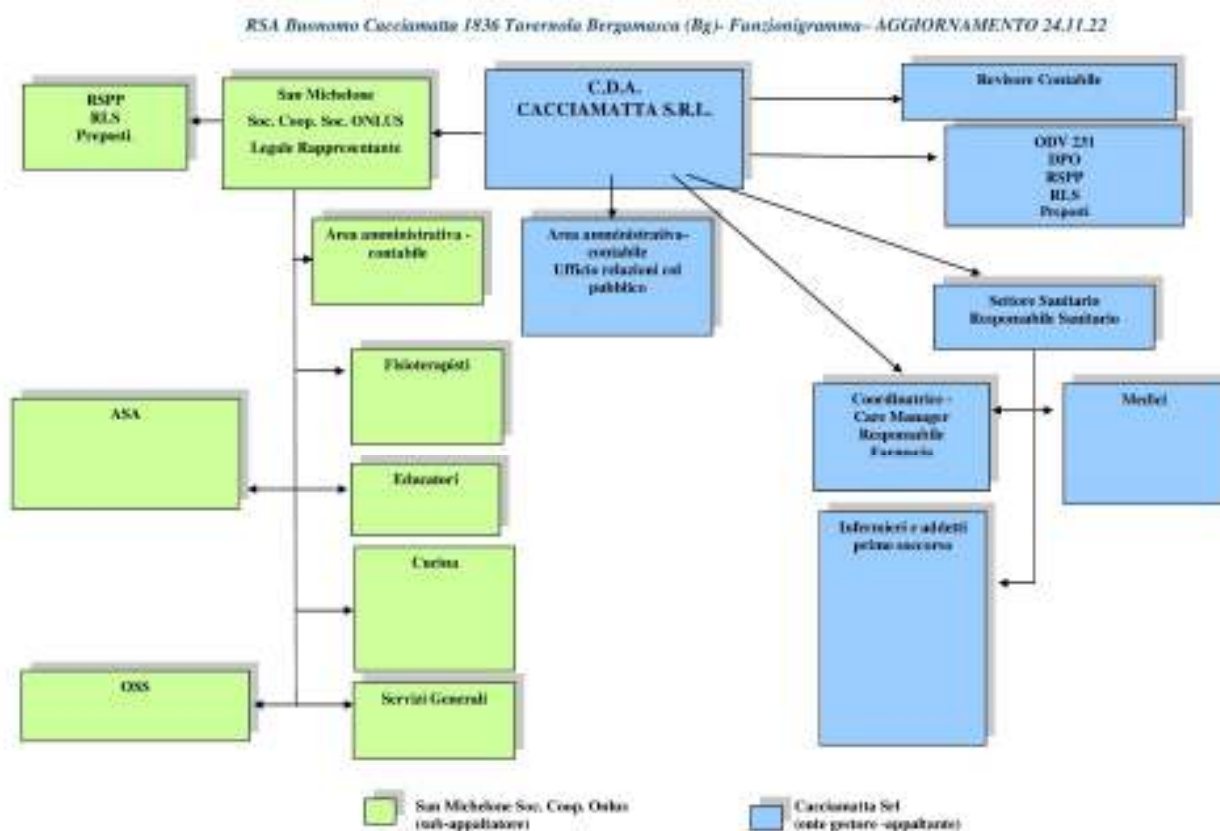 RSA Buonomo Cacciamatta 1836 Tavernola Bergamasca (Bg)- Funzionigramma– AGGIORNAMENTO 24.11.22
RSPP
RLS
Preposti
San Michelone
Soc. Coop. Soc. ONLUS
Legale Rappresentante
C.D.A.
CACCIAMATTA S.R.L.
Revisore Contabile
ODV 231
DPO
RSPP
RLS
Preposti
Area amministrativa -
contabile
Area amministrativa–
contabile
Ufficio relazioni col
pubblico
Settore Sanitario
Responsabile Sanitario
Fisioterapisti
ASA
Coordinatrice -
Care Manager
Responsabile
Farmacia
Medici
Educatori
Infermieri e addetti
primo soccorso
Cucina
OSS
Servizi Generali
San Michelone Soc. Coop. Onlus
(sub-appaltatore)
Cacciamatta Srl
(ente gestore -appaltante)